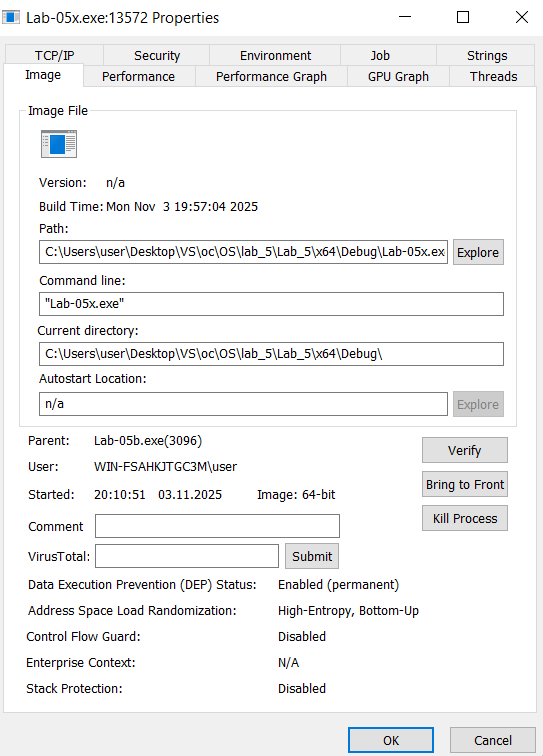 Lab-05x.exe:13572 Properties
TCP/IP Security Environment Job Strings
Image Performance Performance Graph GPU Graph Threads
Image File
Version: n/a
Build Time: Mon Nov 3 19:57:04 2025
Path:
C:\Users\user\Desktop\VS\oc\OS\lab_5\Lab_5\x64\Debug\Lab-05x.exe Explore
Command line:
"Lab-05x.exe"
Current directory:
C:\Users\user\Desktop\VS\oc\OS\lab_5\Lab_5\x64\Debug\
Autostart Location:
n/a Explore
Parent: Lab-05b.exe(3096)
Verify
User: WIN-FSAHKJTGC3M\user
Bring to Front
Started: 20:10:51 03.11.2025 Image: 64-bit
Kill Process
Comment
VirusTotal: Submit
Data Execution Prevention (DEP) Status: Enabled (permanent)
Address Space Load Randomization: High-Entropy, Bottom-Up
Control Flow Guard: Disabled
Enterprise Context: N/A
Stack Protection: Disabled
OK Cancel